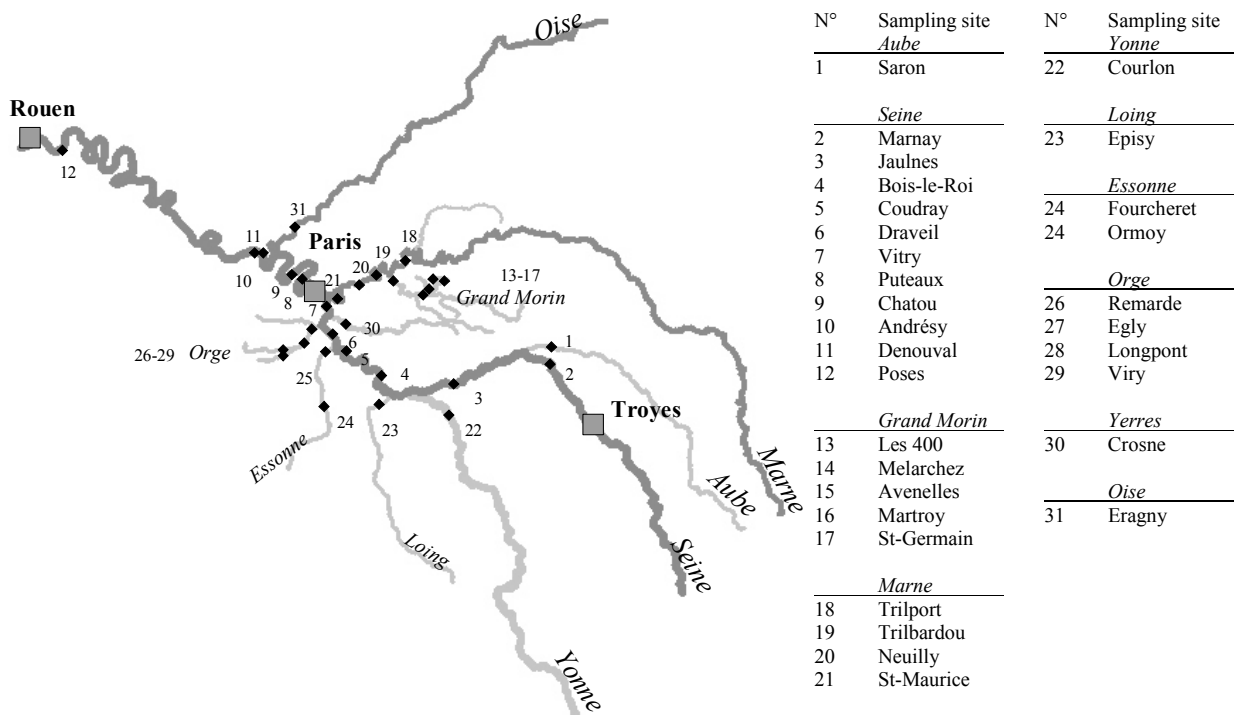 Oise
Rouen
12
31
11
Paris
18
19
20
21
10
9
8
7
13-17
Grand Morin
30
26-29 Orge
6
5
4
3
1
2
25
24
23
22
Troyes
Essonne
Loing
Yonne
Seine
Aube
Marne
N° Sampling site
Aube
1 Saron
Seine
2 Marnay
3 Jaulnes
4 Bois-le-Roi
5 Coudray
6 Draveil
7 Vitry
8 Puteaux
9 Chatou
10 Andrésy
11 Denouval
12 Poses
Grand Morin
13 Les 400
14 Melarchez
15 Avenelles
16 Martroy
17 St-Germain
Marne
18 Trilport
19 Trilbardou
20 Neuilly
21 St-Maurice
N° Sampling site
Yonne
22 Courlon
Loing
23 Episy
Essonne
24 Fourcheret
24 Ormoy
Orge
26 Remarde
27 Egly
28 Longpont
29 Viry
Yerres
30 Crosne
Oise
31 Eragny